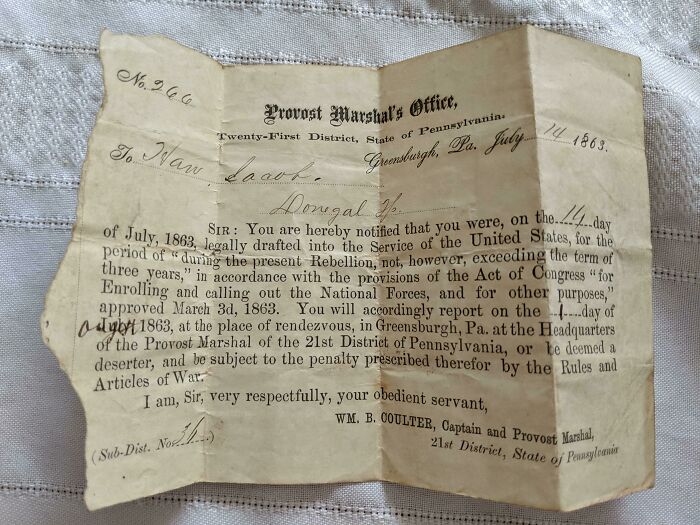 No. 266
Provost Marshal's Office,
Twenty-First District, State of Pennsylvania.
Greensburgh, Pa. July 14 1863.
To Haw, Jacob.
Donegal Tp.
SIR: You are hereby notified that you were, on the 14 day
of July, 1863, legally drafted into the Service of the United States, for the
period of "during the present Rebellion, not, however, exceeding the term of
three years," in accordance with the provisions of the Act of Congress "for
Enrolling and calling out the National Forces, and for other purposes,"
approved March 3d, 1863. You will accordingly report on the 1 day of
August 1863, at the place of rendezvous, in Greensburgh, Pa. at the Headquarters
of the Provost Marshal of the 21st District of Pennsylvania, or be deemed a
deserter, and be subject to the penalty prescribed therefor by the Rules and
Articles of War.
I am, Sir, very respectfully, your obedient servant,
WM. B. COULTER, Captain and Provost Marshal,
21st District, State of Pennsylvania
(Sub-Dist. No. )